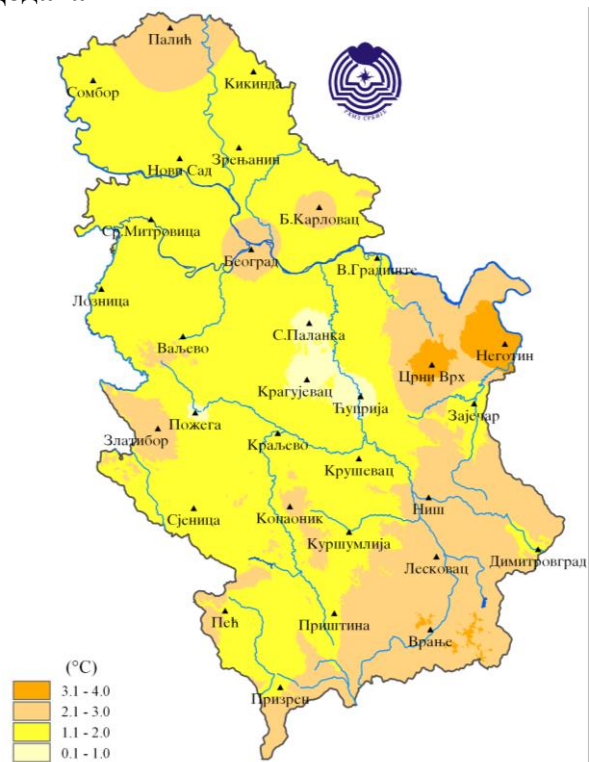 Палић
Кикинда
Сомбор
Зрењанин
Нови Сад
Б.Карловац
Ср.Митровица
Београд
В.Градиште
Лозница
С.Паланка
Ваљево
Неготин
Црни Врх
Крагујевац
Ћуприја
Зајечар
Пожега
Златибор
Краљево
Крушевац
Ниш
Копаоник
Сјеница
Куршумлија
Димитровград
Лесковац
Пећ
Приштина
Врање
Призрен
(°C)
3.1 - 4.0
2.1 - 3.0
1.1 - 2.0
0.1 - 1.0